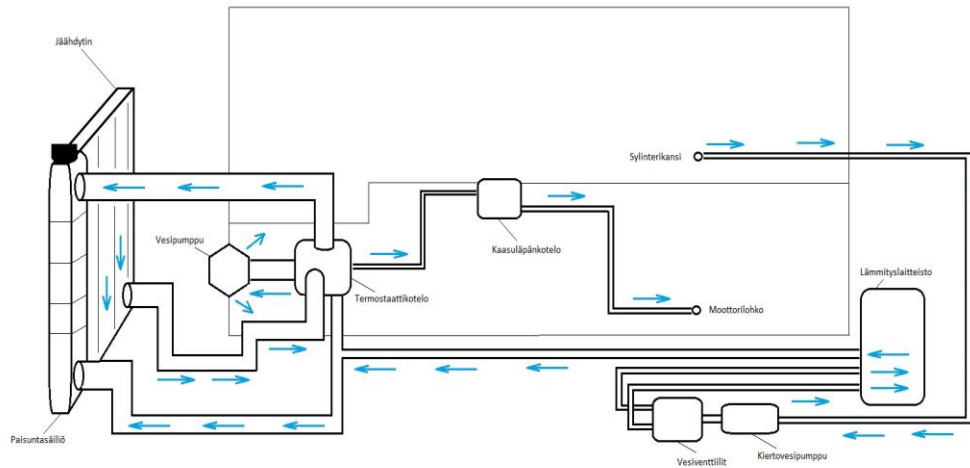 Jäähdytin
Sylinterikansi
Vesipumppu
Kaasuläpänkotelo
Termostaattikotelo
Lämmityslaitteisto
Moottorilohko
Paisuntasäiliö
Vesiventtiilit
Kiertovesipumppu